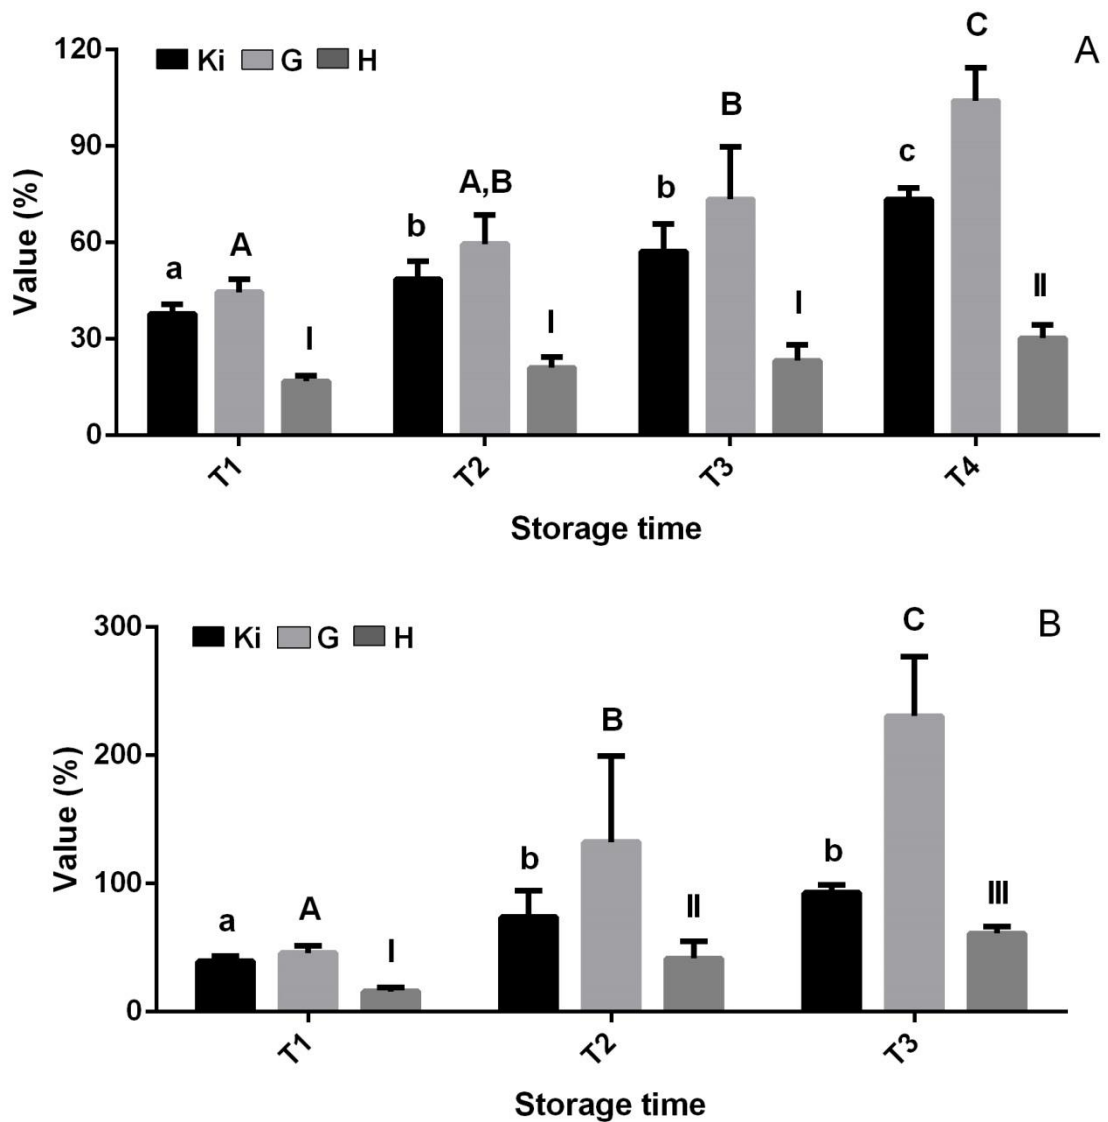 A
Ki G H
120
90
60
30
0
Value (%)
a A I
b A,B I
b B I
c C II
T1 T2 T3 T4
Storage time
B
Ki G H
300
200
100
0
Value (%)
a A I
b B II
b C III
T1 T2 T3
Storage time